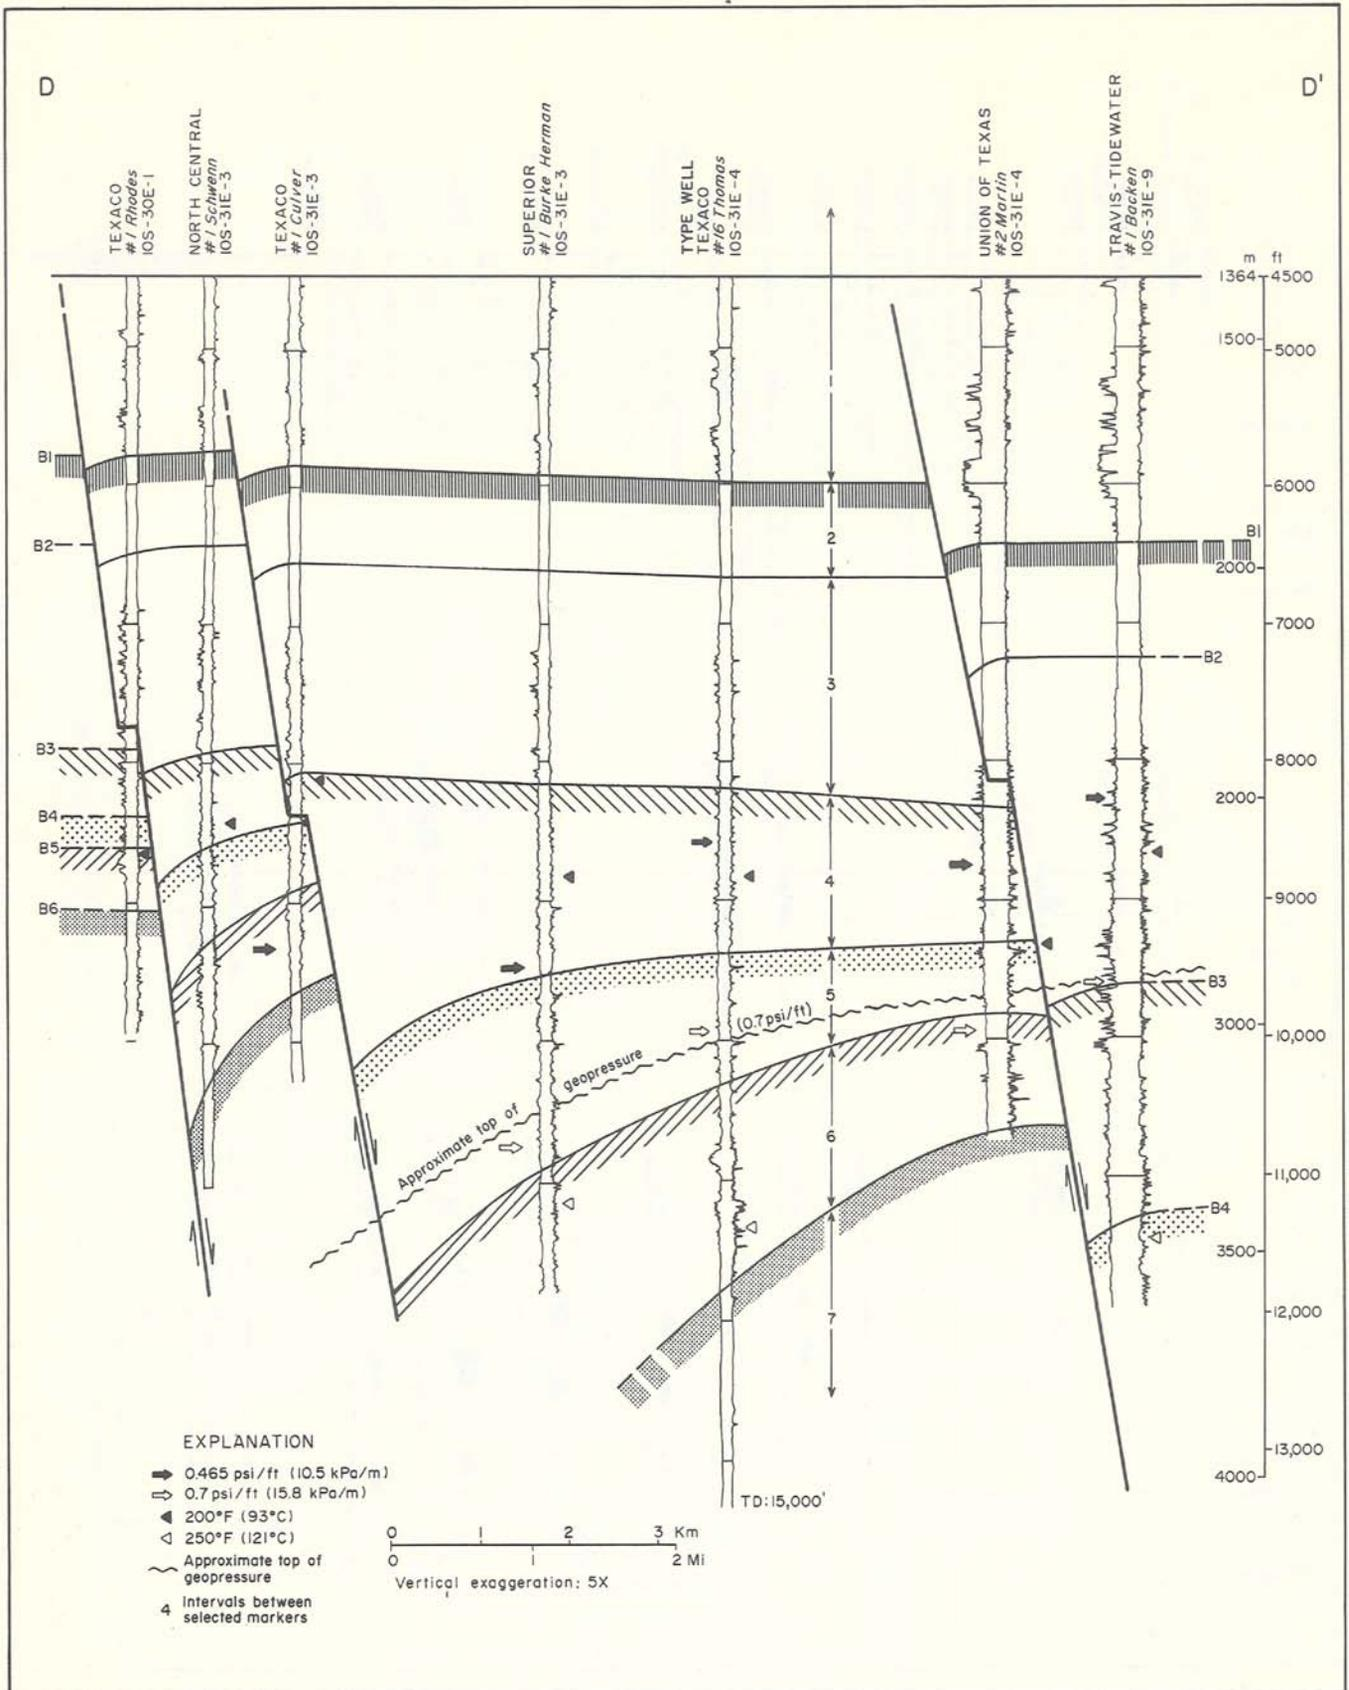 D
D'
TEXACO
#1 Rhodes
10S-30E-1
NORTH CENTRAL
#1 Schwenn
10S-31E-3
TEXACO
#1 Culver
10S-31E-3
SUPERIOR
#1 Burke Herman
10S-31E-3
TYPE WELL
TEXACO
#16 Thomas
10S-31E-4
UNION OF TEXAS
#2 Martin
10S-31E-4
TRAVIS-TIDEWATER
#1 Backen
10S-31E-9
m ft
1364 4500
1500
5000
1
B1
6000
2
B1
B2
2000
7000
B2
3
B3
8000
2000
B4
B5
4
9000
B6
B3
5
(0.7psi/ft)
3000
10,000
geopressure
Approximate top of
6
11,000
B4
3500
7
12,000
13,000
4000
TD:15,000'
EXPLANATION
0.465 psi/ft (10.5 kPa/m)
0.7 psi/ft (15.8 kPa/m)
200°F (93°C)
250°F (121°C)
Approximate top of
geopressure
4 Intervals between
selected markers
0 1 2 3 Km
0 1 2 Mi
Vertical exaggeration: 5X